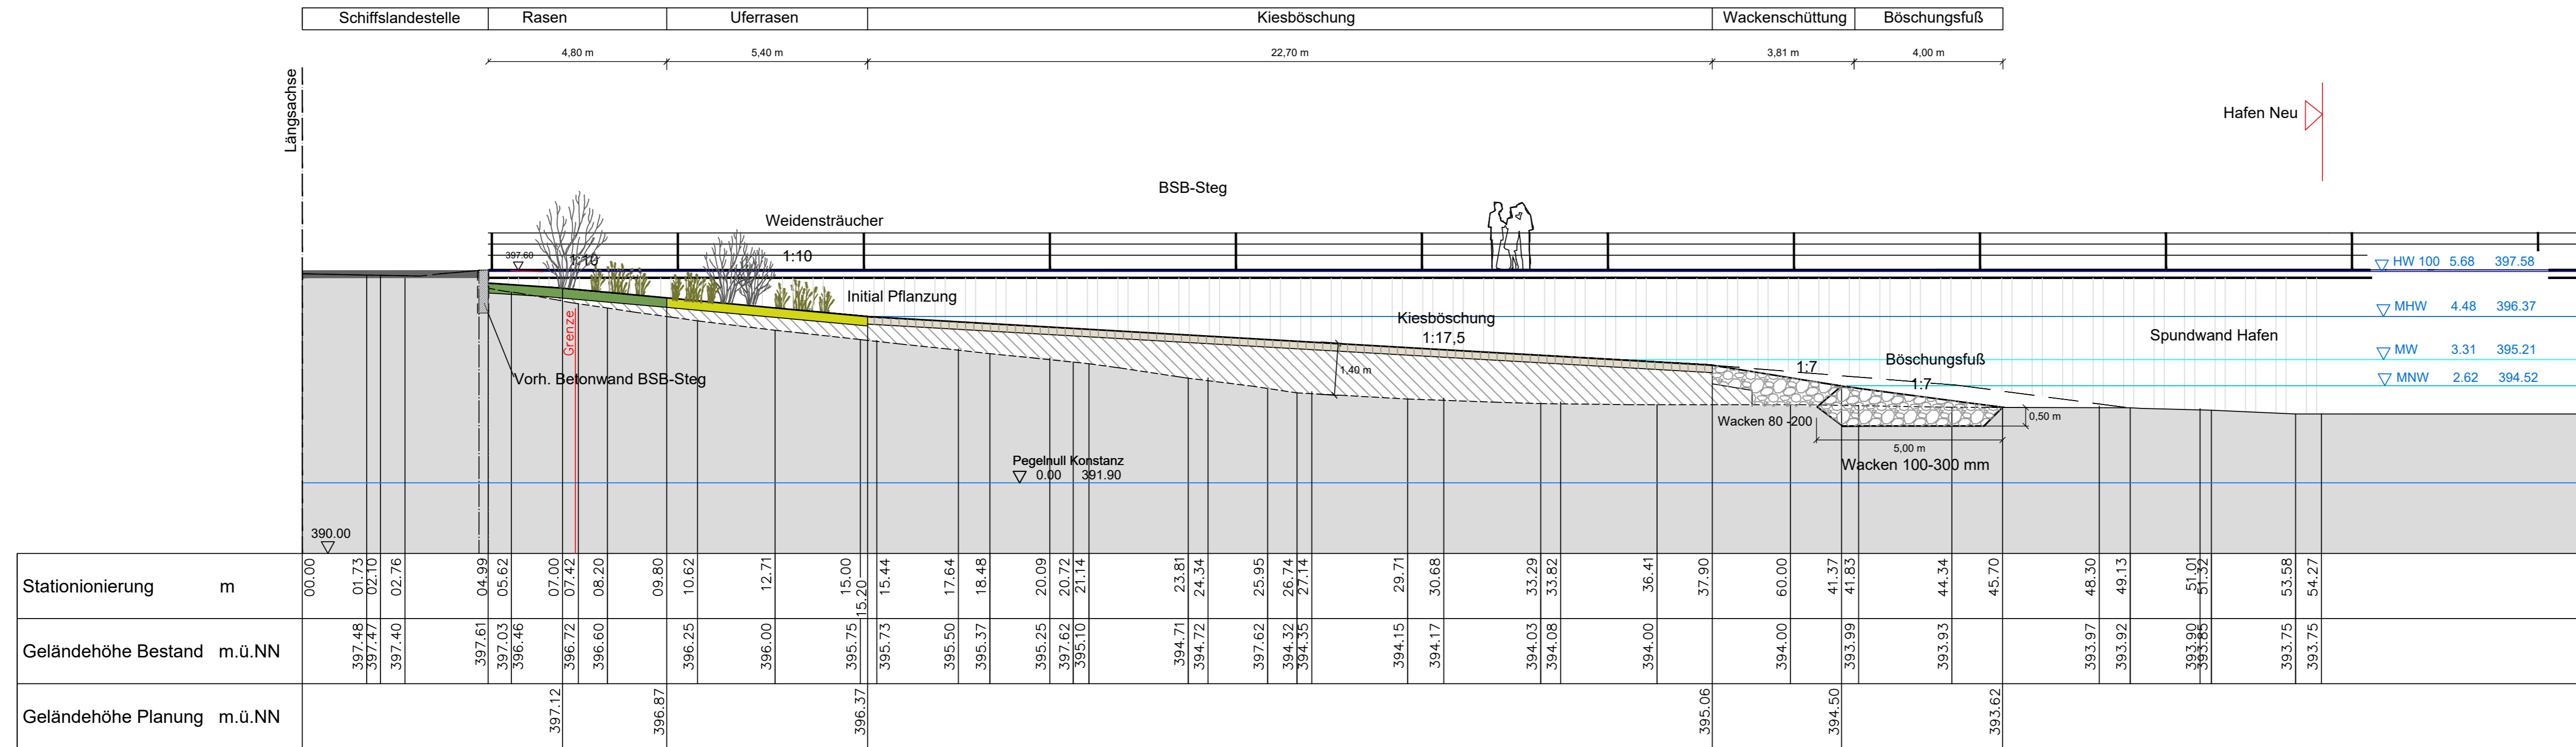 Schiffslandestelle Rasen Uferrasen Kiesböschung Wackenschüttung Böschungsfuß
4,80 m 5,40 m 22,70 m 3,81 m 4,00 m
Längsachse
Hafen Neu
BSB-Steg
Weidensträucher
397.60
1:10
1:10
HW 100 5.68 397.58
Initial Pflanzung
MHW 4.48 396.37
Grenze
Kiesböschung
1:17,5
Spundwand Hafen
MW 3.31 395.21
Böschungsfuß
1:7
1:7
1,40 m
Vorh. Betonwand BSB-Steg
MNW 2.62 394.52
Wacken 80 -200
0,50 m
5,00 m
Wacken 100-300 mm
Pegelnull Konstanz
0.00 391.90
390.00
Stationionierung m
00.00 01.73 02.10 02.76 04.99 05.62 07.00 07.42 08.20 09.80 10.62 12.71 15.00 15.20 15.44 17.64 18.48 20.09 20.72 21.14 23.81 24.34 25.95 26.74 27.14 29.71 30.68 33.29 33.82 36.41 37.90 60.00 41.37 41.83 44.34 45.70 48.30 49.13 51.01 51.32 53.58 54.27
Geländehöhe Bestand m.ü.NN
397.48 397.47 397.40 397.61 397.03 396.46 396.72 396.60 396.25 396.00 395.75 395.73 395.50 395.37 395.25 397.62 395.10 394.71 394.72 397.62 394.32 394.35 394.15 394.17 394.03 394.08 394.00 394.00 393.99 393.93 393.97 393.92 393.90 393.85 393.75 393.75
Geländehöhe Planung m.ü.NN
397.12 396.87 396.37 395.06 394.50 393.62